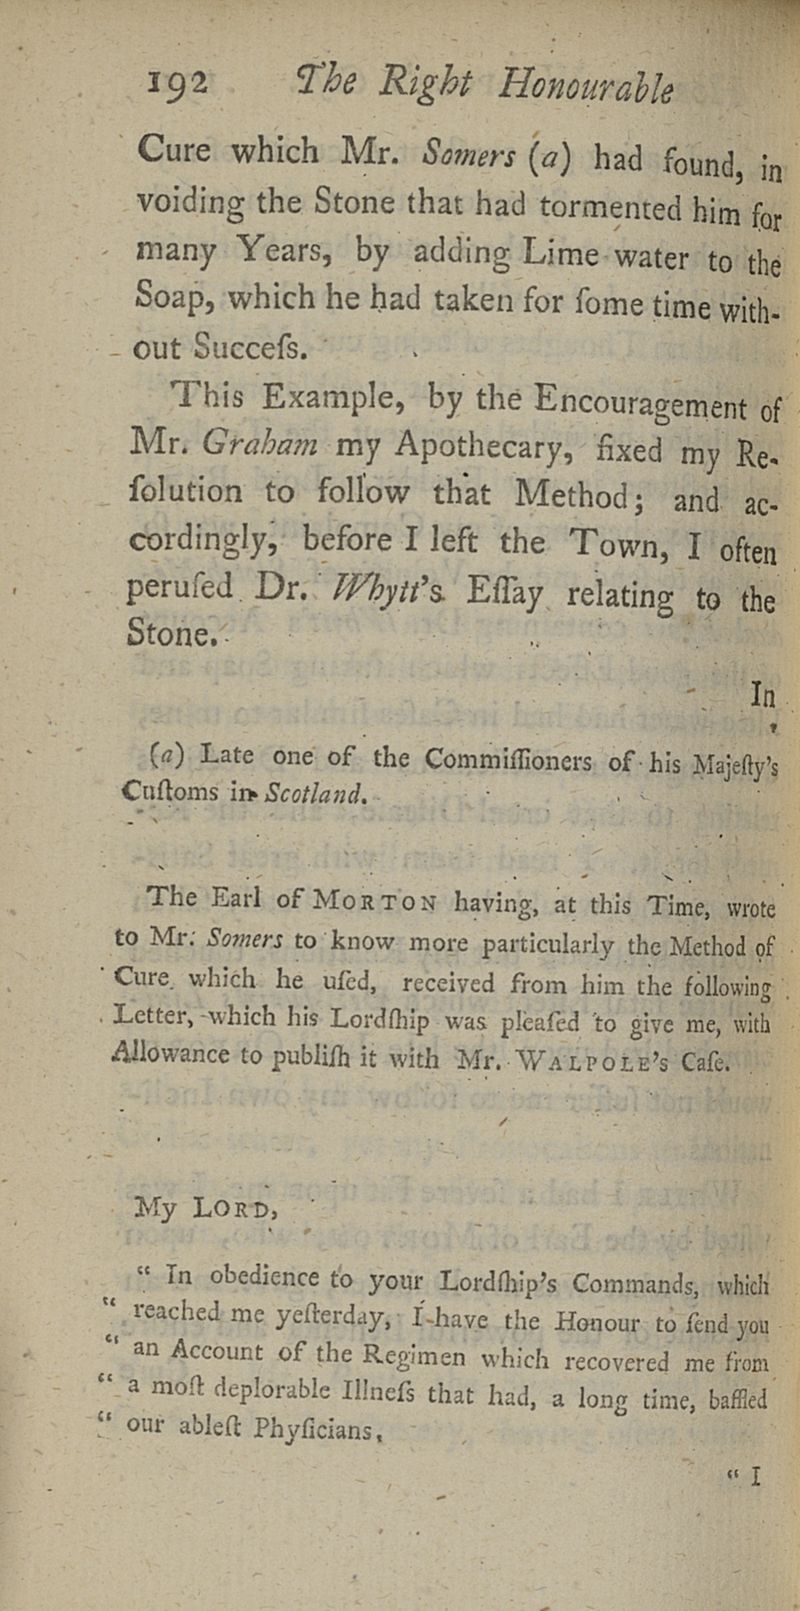 192 The Right Honourable
Cure which Mr. Somers (a) had found, in
voiding the Stone that had tormented him for
many Years, by adding Lime-water to the
Soap, which he had taken for ſome time with-
out Succeſs.
This Example, by the Encouragement of
Mr. Graham my Apothecary, fixed my Re-
ſolution to follow that Method; and ac-
cordingly, before I left the Town, I often
peruſed Dr. Whytt's Eſſay relating to the
Stone.
In
(a) Late one of the Commiſſioners of his Majeſty's
Cuſtoms in Scotland.
The Earl of MORTON having, at this Time, wrote
to Mr. Somers to know more particularly the Method of
Cure which he uſed, received from him the following
Letter, which his Lordſhip was pleaſed to give me, with
Allowance to publiſh it with Mr. WALPOLE's Caſe.
My LORD,
“ In obedience to your Lordſhip's Commands, which
“ reached me yeſterday, I have the Honour to ſend you
“ an Account of the Regimen which recovered me from
“ a moſt deplorable Illneſs that had, a long time, baffled
“ our ableſt Phyſicians,
“ I